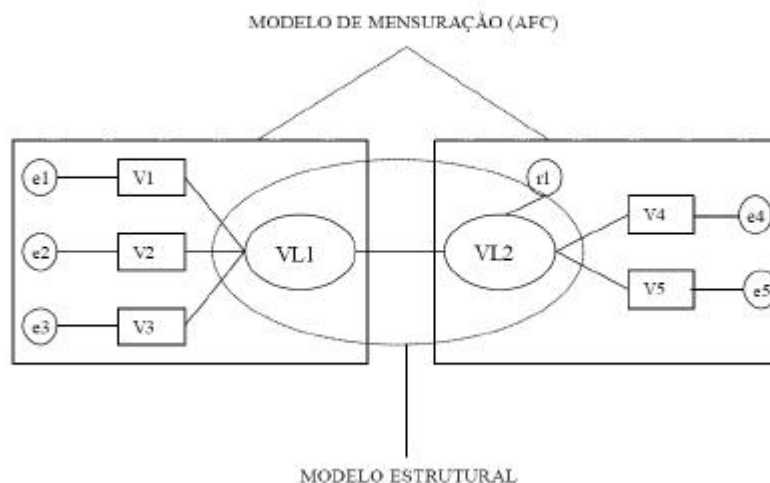 MODELO DE MENSURAÇÃO (AFC)
e1 V1 r1
V4 e4
e2 V2 VL1 VL2
V5 e5
e3 V3
MODELO ESTRUTURAL